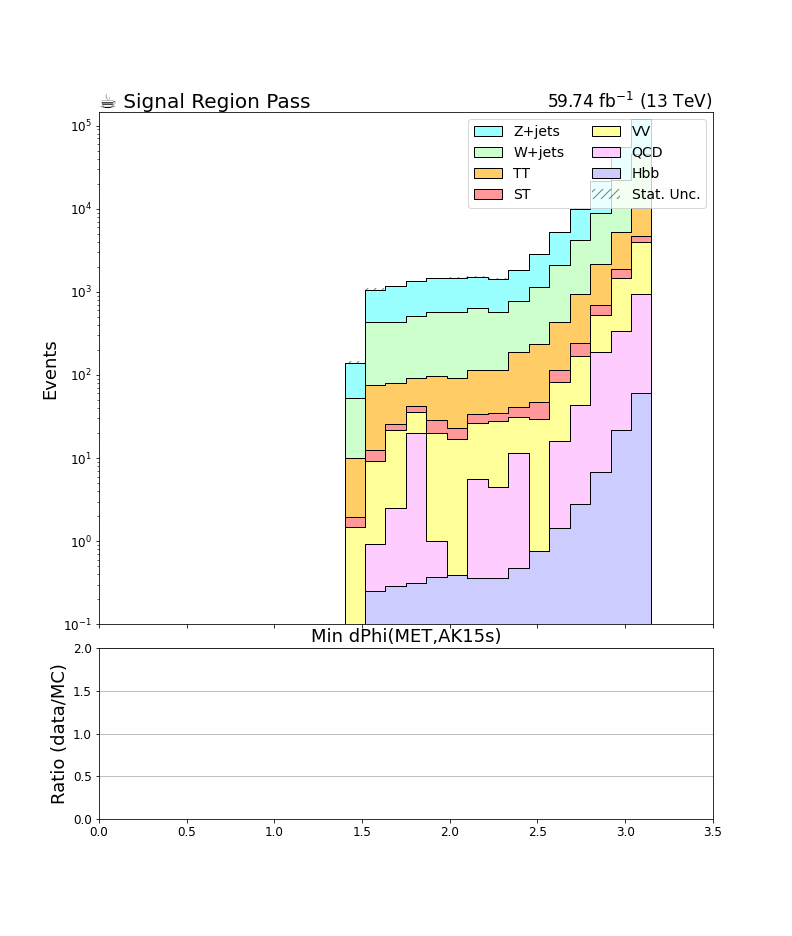 ☕ Signal Region Pass
59.74 fb⁻¹ (13 TeV)
Z+jets
W+jets
TT
ST
VV
QCD
Hbb
Stat. Unc.
Events
10⁵
10⁴
10³
10²
10¹
10⁰
10⁻¹
Min dPhi(MET,AK15s)
Ratio (data/MC)
2.0
1.5
1.0
0.5
0.0
0.0 0.5 1.0 1.5 2.0 2.5 3.0 3.5